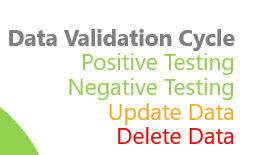 Data Validation Cycle
Positive Testing
Negative Testing
Update Data
Delete Data